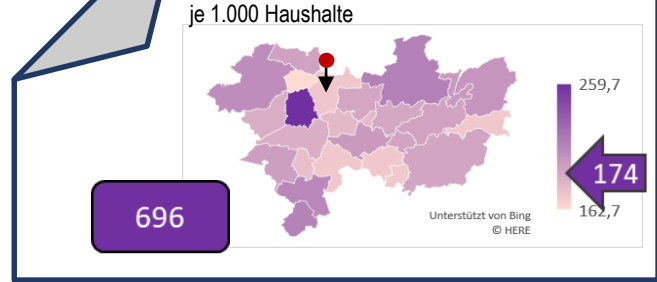 je 1.000 Haushalte
259,7
174
162,7
696
Unterstützt von Bing
© HERE